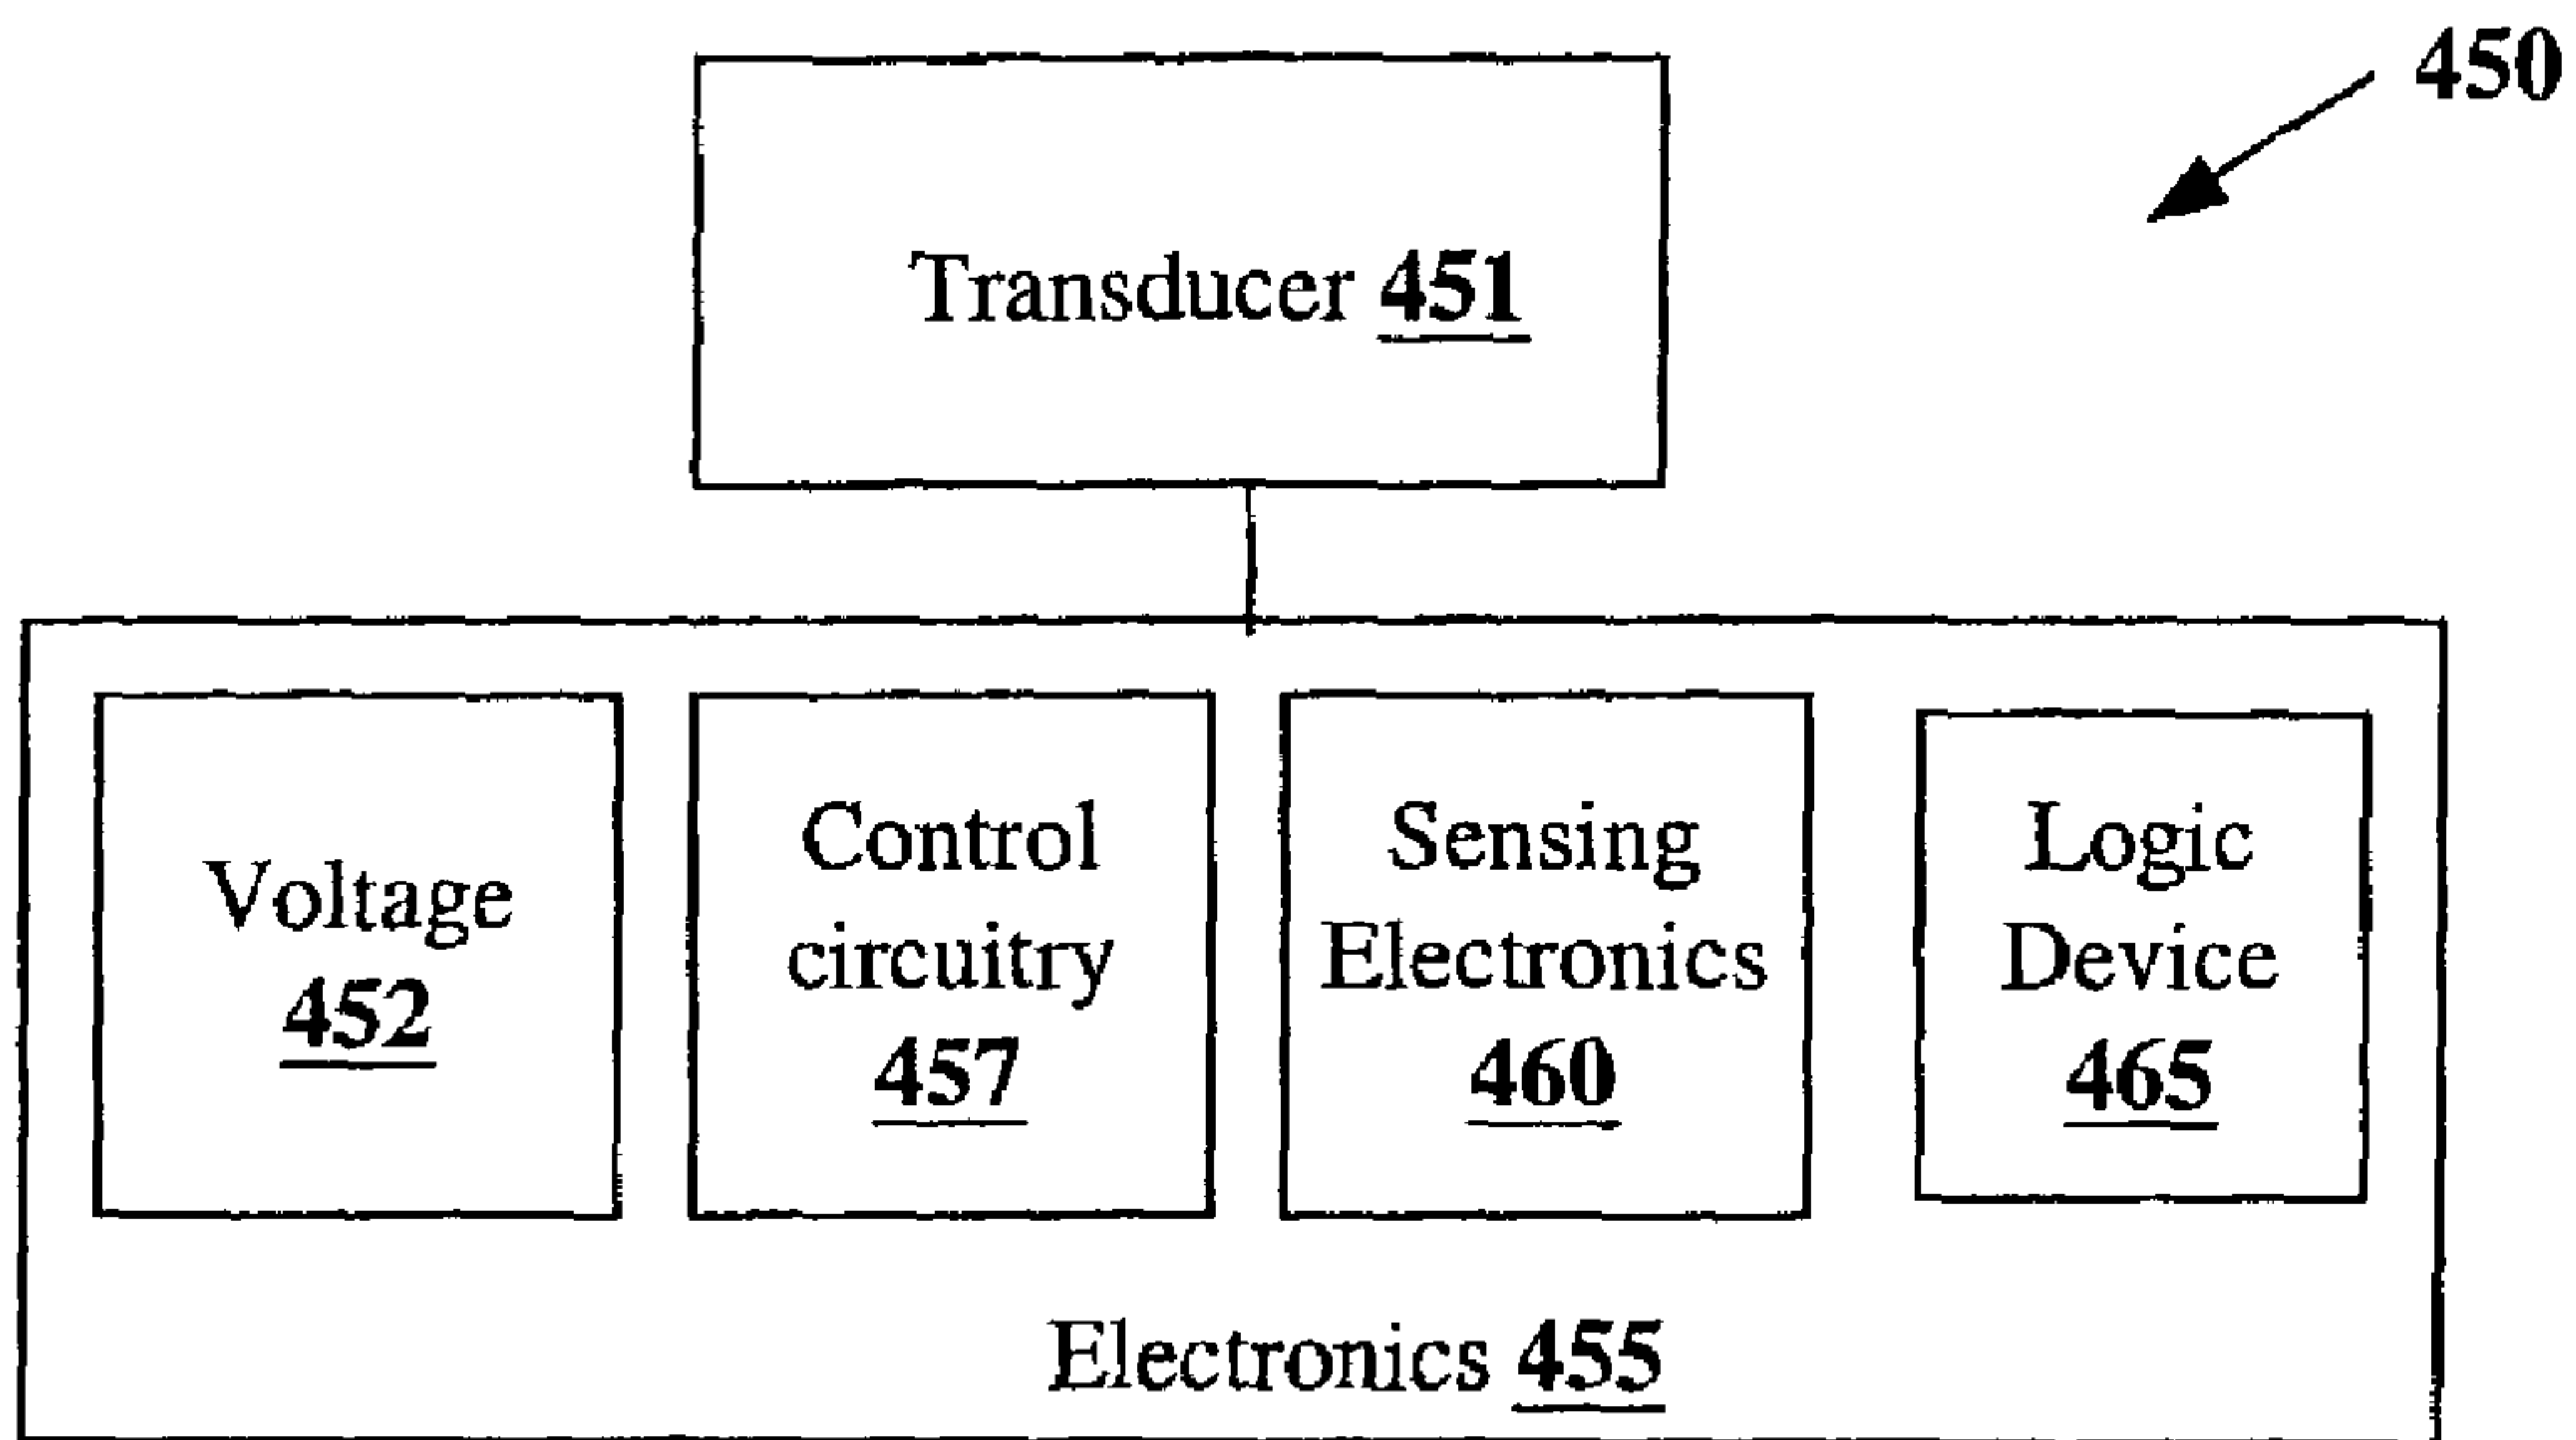 450
Transducer 451
Voltage
452
Control
circuitry
457
Sensing
Electronics
460
Logic
Device
465
Electronics 455